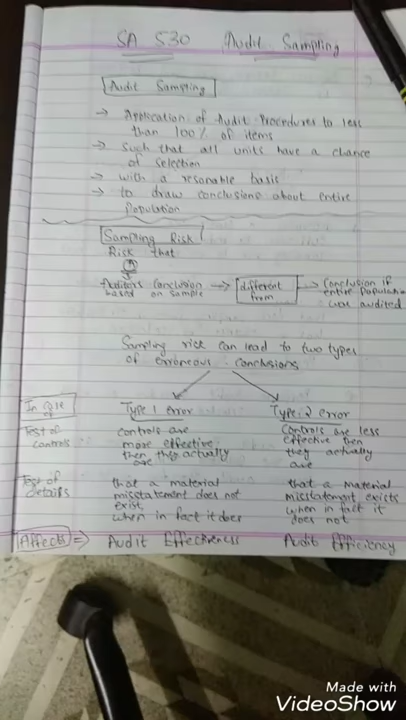 SA 530 Audit Sampling
Audit Sampling
→ Application of Audit Procedures to less
than 100% of items
→ Such that all units have a chance
of selection
→ with a resonable basis
→ to draw conclusions about entire
Population
Sampling Risk
Risk that
Auditors Conclusion
based on sample
→ different
from
→ Conclusion if
entire population
was audited
Sampling risk can lead to two types
of erroneous conclusions
In case
of
Type 1 error
Type: 2 error
Test of
controls
controls are
more effective
then they actually
are
Controls are less
effective then
they actually
are
Test of
details
that a material
misstatement does not
exist,
when in fact it does
that a material
misstatement exists
when in fact it
does not
Affects ⇒ Audit Effectiveness Audit Efficiency
Made with
VideoShow